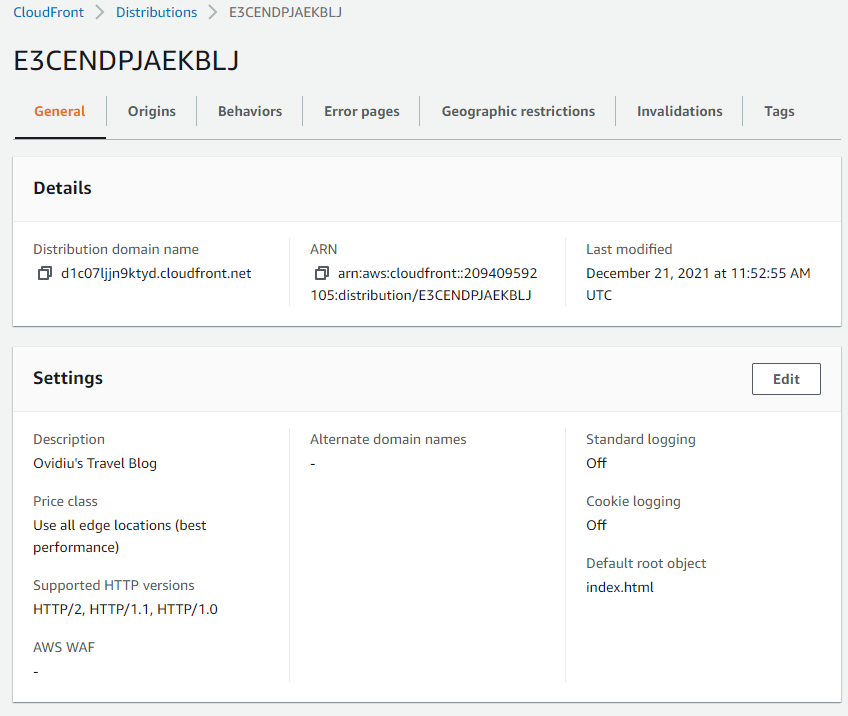 CloudFront > Distributions > E3CENDPJAEKBLJ
E3CENDPJAEKBLJ
General Origins Behaviors Error pages Geographic restrictions Invalidations Tags
Details
Distribution domain name
d1c07ljjn9ktyd.cloudfront.net
ARN
arn:aws:cloudfront::209409592
105:distribution/E3CENDPJAEKBLJ
Last modified
December 21, 2021 at 11:52:55 AM
UTC
Settings
Edit
Description
Ovidiu's Travel Blog
Price class
Use all edge locations (best
performance)
Supported HTTP versions
HTTP/2, HTTP/1.1, HTTP/1.0
AWS WAF
-
Alternate domain names
-
Standard logging
Off
Cookie logging
Off
Default root object
index.html